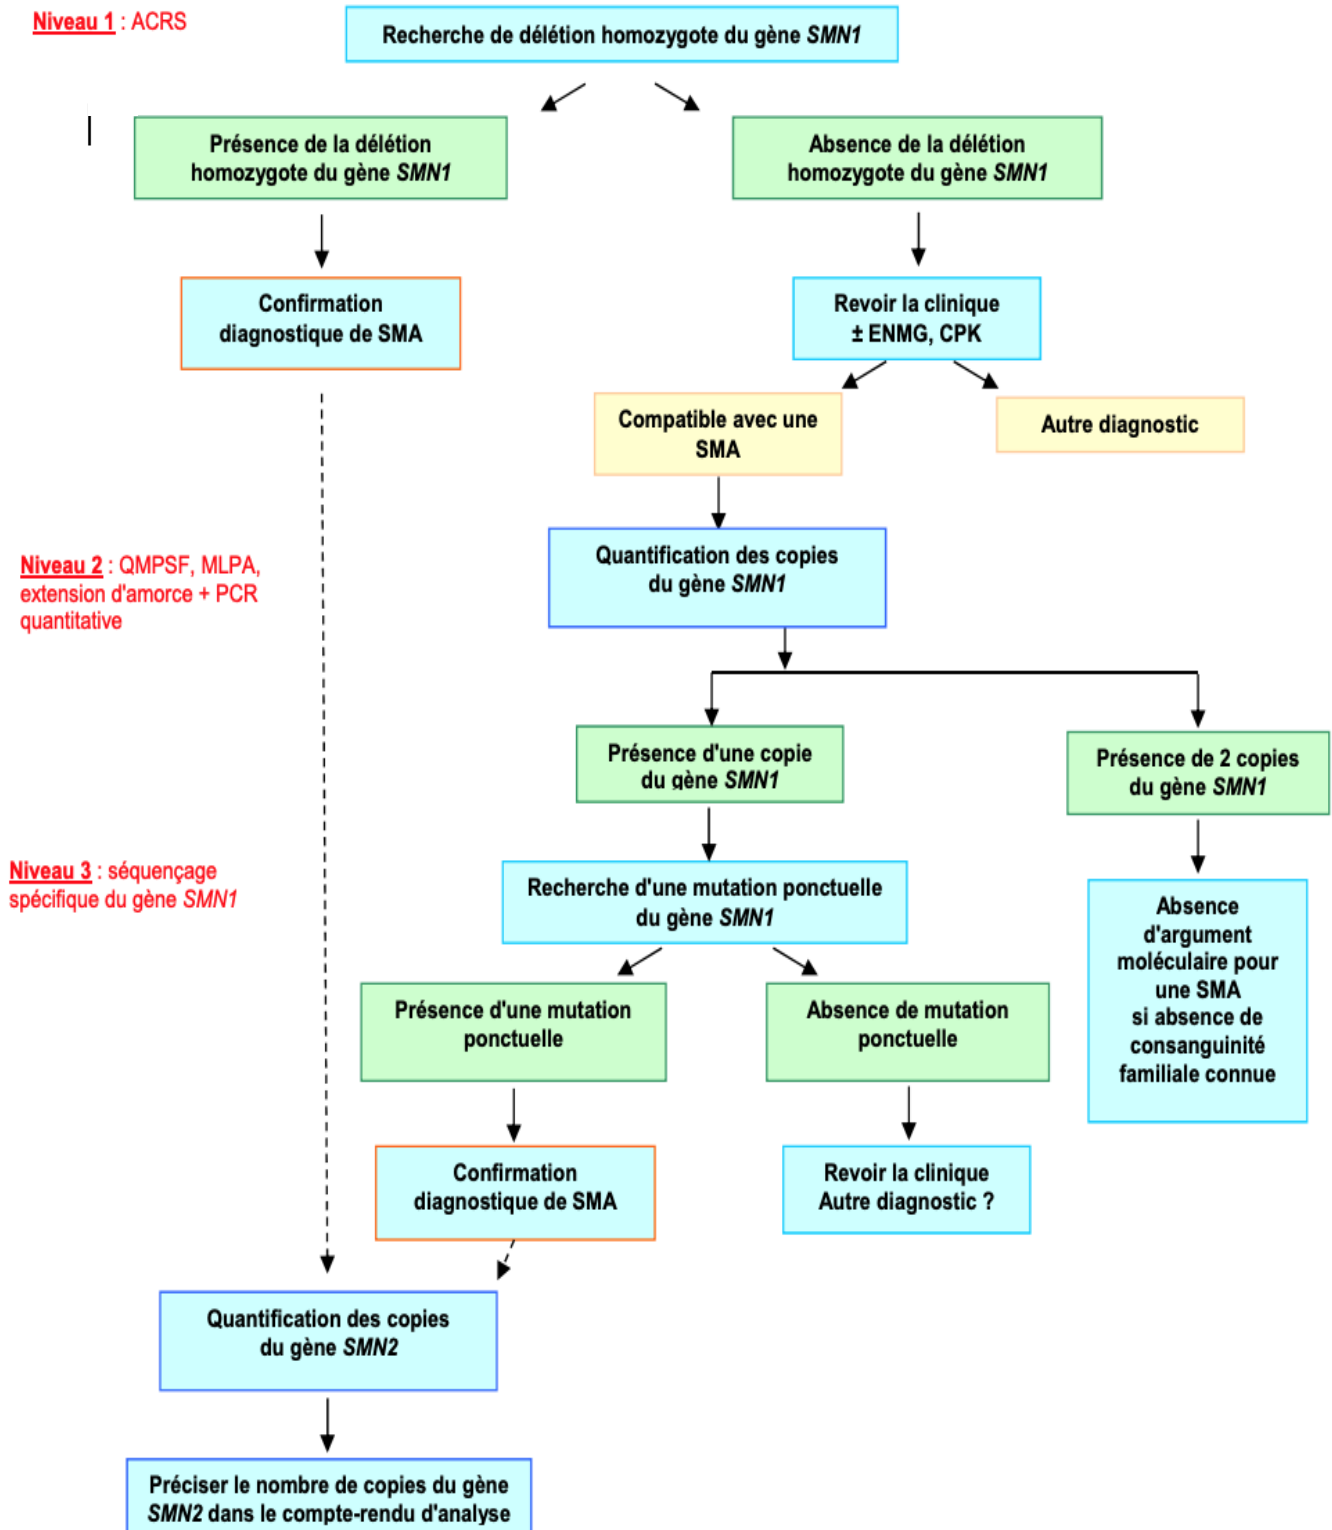 Niveau 1 : ACRS
Recherche de délétion homozygote du gène SMN1
Présence de la délétion
homozygote du gène SMN1
Absence de la délétion
homozygote du gène SMN1
Confirmation
diagnostique de SMA
Revoir la clinique
± ENMG, CPK
Compatible avec une
SMA
Autre diagnostic
Niveau 2 : QMPSF, MLPA,
extension d'amorce + PCR
quantitative
Quantification des copies
du gène SMN1
Présence d'une copie
du gène SMN1
Présence de 2 copies
du gène SMN1
Niveau 3 : séquençage
spécifique du gène SMN1
Recherche d'une mutation ponctuelle
du gène SMN1
Absence
d'argument
moléculaire pour
une SMA
si absence de
consanguinité
familiale connue
Présence d'une mutation
ponctuelle
Absence de mutation
ponctuelle
Confirmation
diagnostique de SMA
Revoir la clinique
Autre diagnostic ?
Quantification des copies
du gène SMN2
Préciser le nombre de copies du gène
SMN2 dans le compte-rendu d'analyse